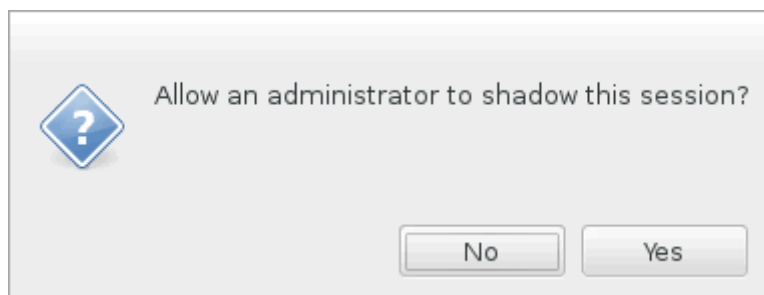 Allow an administrator to shadow this session?
No
Yes